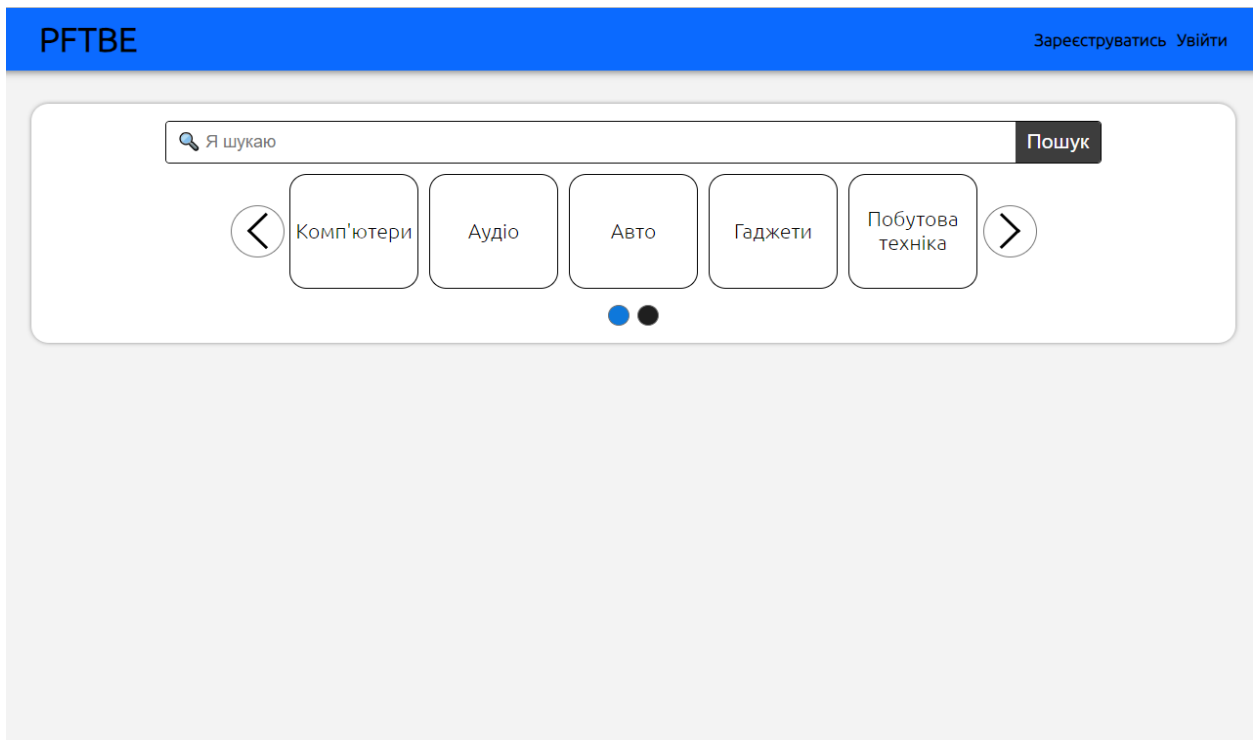 PFTBE
Зареєструватись Увійти
Я шукаю
Пошук
Комп'ютери
Аудіо
Авто
Гаджети
Побутова
техніка